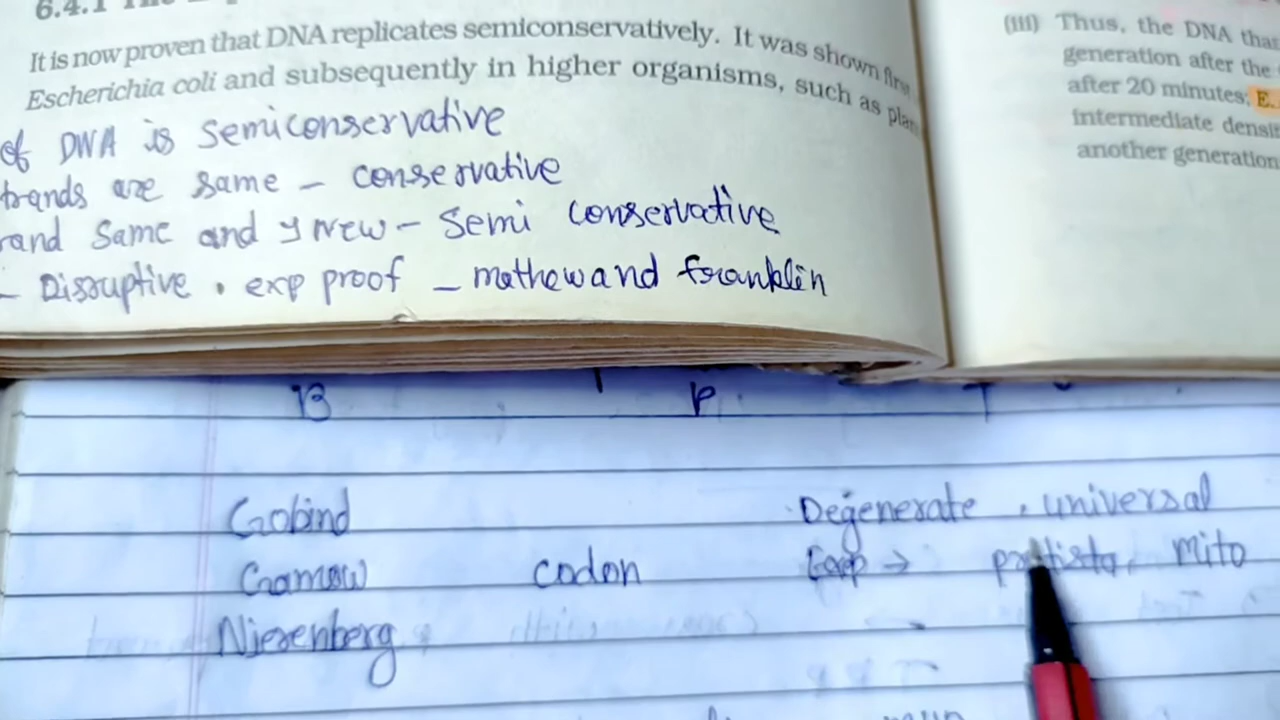 6.4.1
It is now proven that DNA replicates semiconservatively. It was shown first
Escherichia coli and subsequently in higher organisms, such as plan
of DNA is semiconservative
trands are same - conservative
rand same and y new - semi conservative
- Disruptive . exp proof - mathew and franklin
(iii) Thus, the DNA that
generation after the
after 20 minutes; E.
intermediate densit
another generation
B P T
Gobind Degenerate , universal
Gamow codon Exp → protista, mito
Nierenberg